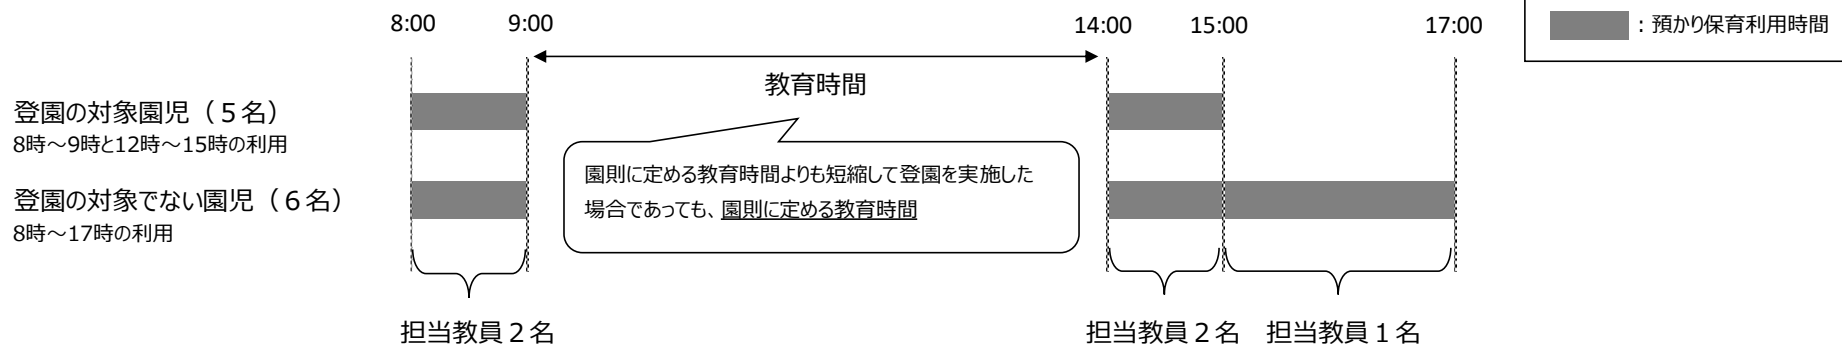 8:00 9:00 14:00 15:00 17:00
：預かり保育利用時間
教育時間
登園の対象園児（５名）
8時～9時と12時～15時の利用
園則に定める教育時間よりも短縮して登園を実施した
場合であっても、園則に定める教育時間
登園の対象でない園児（６名）
8時～17時の利用
担当教員２名 担当教員２名 担当教員１名